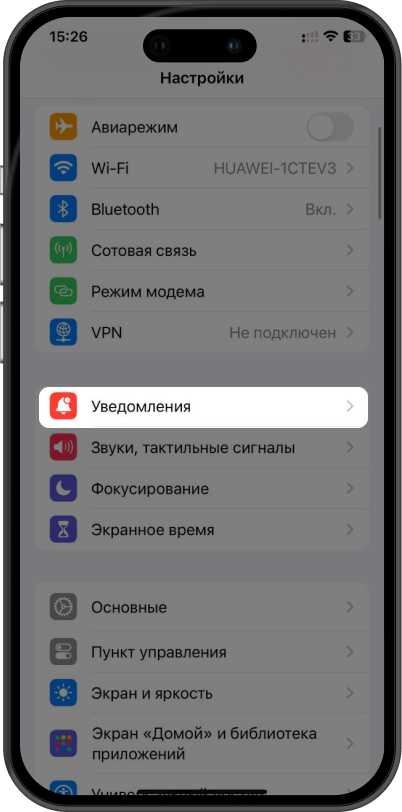 15:26
33
Настройки
Авиарежим
Wi-Fi HUAWEI-1CTEV3
Bluetooth Вкл.
Сотовая связь
Режим модема
VPN Не подключен
Уведомления
Звуки, тактильные сигналы
Фокусирование
Экранное время
Основные
Пункт управления
Экран и яркость
Экран «Домой» и библиотека
приложений